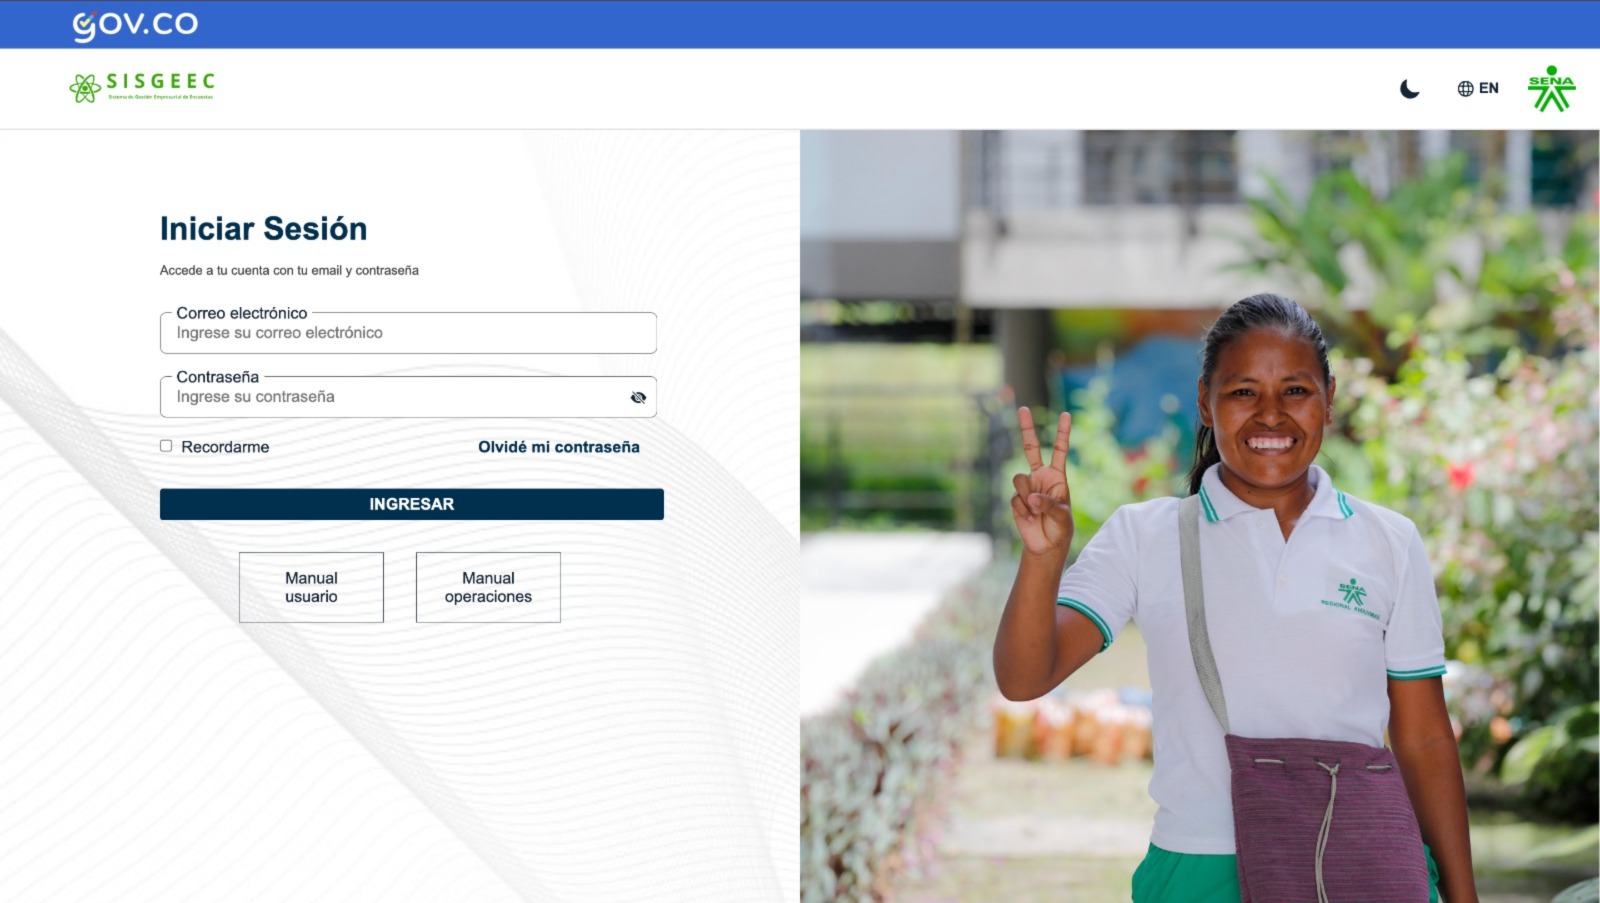 GOV.CO
SISGEEC
Sistema de Gestión Empresarial de Encuestas
EN
SENA
Iniciar Sesión
Accede a tu cuenta con tu email y contraseña
Correo electrónico
Ingrese su correo electrónico
Contraseña
Ingrese su contraseña
Recordarme
Olvidé mi contraseña
INGRESAR
Manual
usuario
Manual
operaciones
SENA
REGIONAL